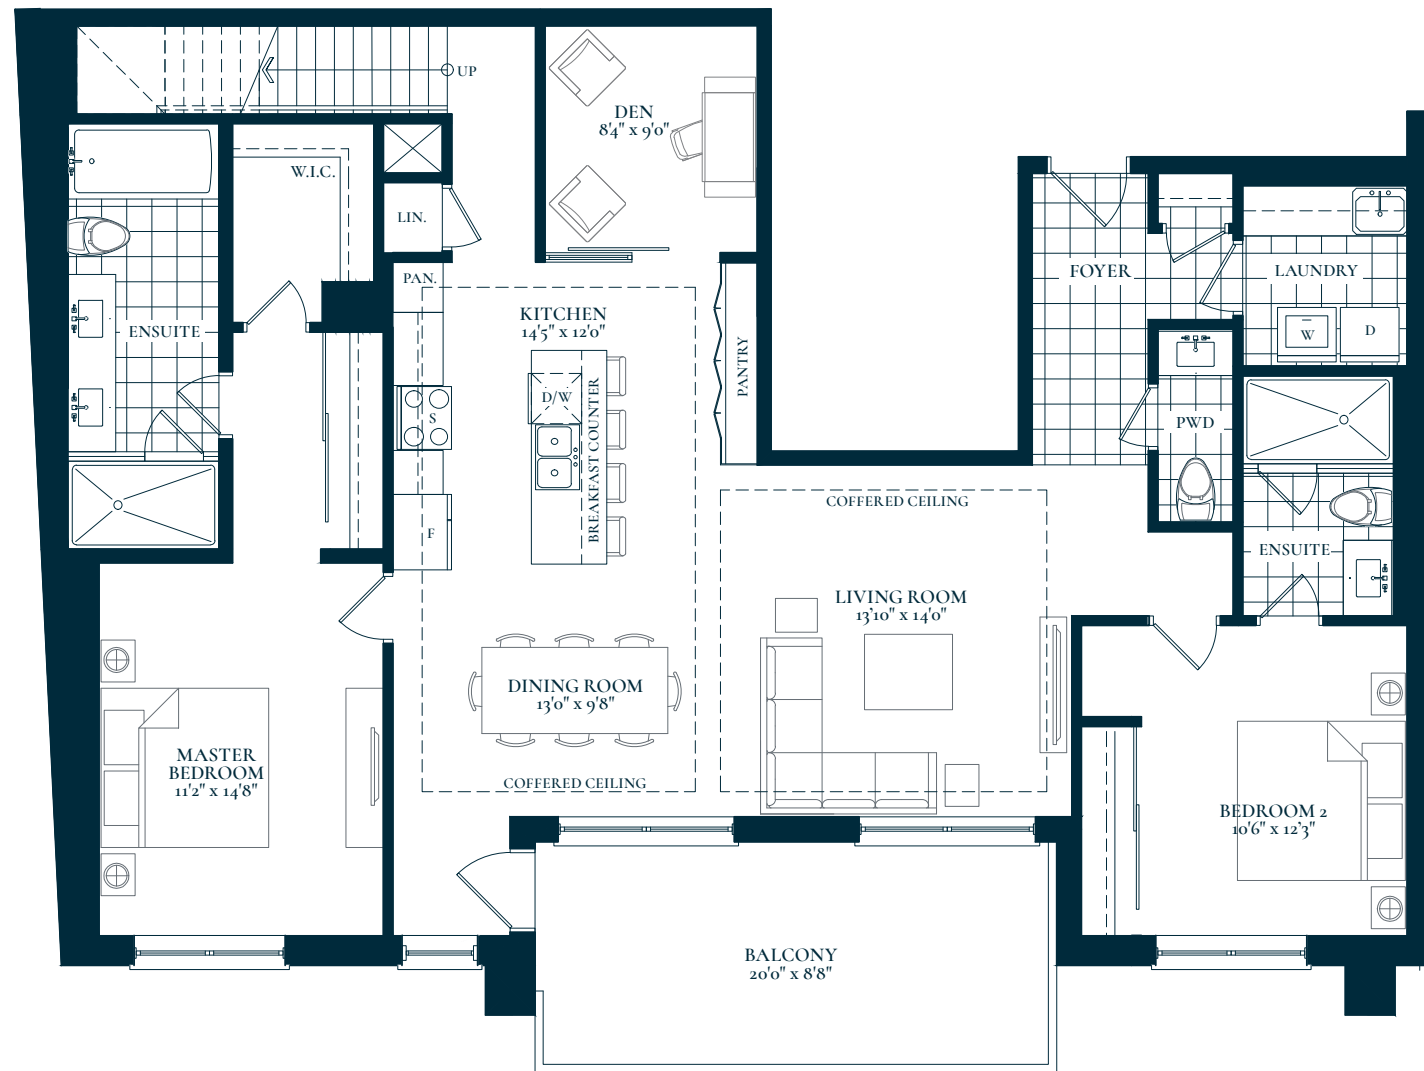 UP
DEN
8'4" x 9'0"
W.I.C.
LIN.
PAN.
FOYER
LAUNDRY
ENSUITE
KITCHEN
14'5" x 12'0"
W
D
PANTRY
D/W
BREAKFAST COUNTER
S
PWD
F
COFFERED CEILING
ENSUITE
LIVING ROOM
13'10" x 14'0"
DINING ROOM
13'0" x 9'8"
MASTER
BEDROOM
11'2" x 14'8"
COFFERED CEILING
BEDROOM 2
10'6" x 12'3"
BALCONY
20'0" x 8'8"